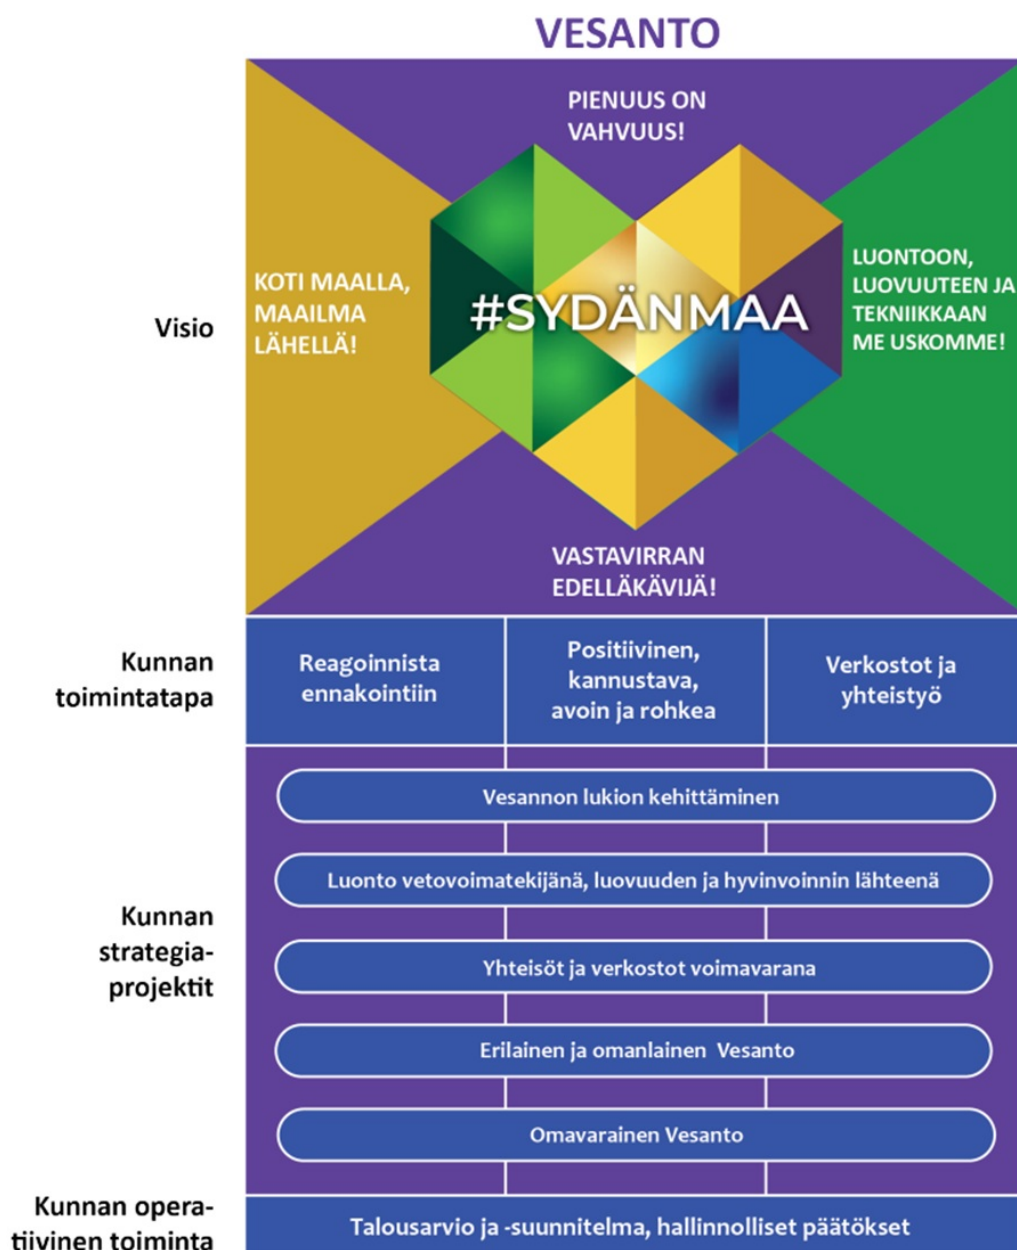 VESANTO
PIENUUS ON
VAHVUUS!
Visio
KOTI MAALLA,
MAAILMA
LÄHELLÄ!
#SYDÄNMAA
LUONTOON,
LUOVUUTEEN JA
TEKNIIKKAAN
ME USKOMME!
VASTAVIRRAN
EDELLÄKÄVIJÄ!
Kunnan
toimintatapa
Reagoinnista
ennakointiin
Positiivinen,
kannustava,
avoin ja rohkea
Verkostot ja
yhteistyö
Kunnan
strategia-
projektit
Vesannon lukion kehittäminen
Luonto vetovoimatekijänä, luovuuden ja hyvinvoinnin lähteenä
Yhteisöt ja verkostot voimavarana
Erilainen ja omanlainen Vesanto
Omavarainen Vesanto
Kunnan opera-
tiivinen toiminta
Talousarvio ja -suunnitelma, hallinnolliset päätökset